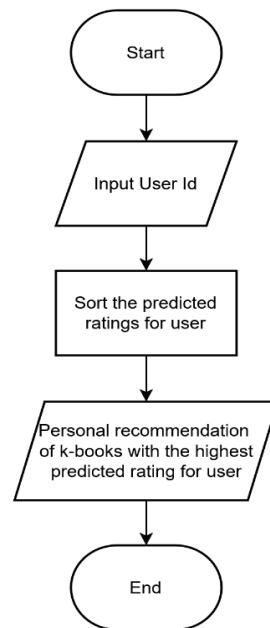 Start
Input User Id
Sort the predicted
ratings for user
Personal recommendation
of k-books with the highest
predicted rating for user
End